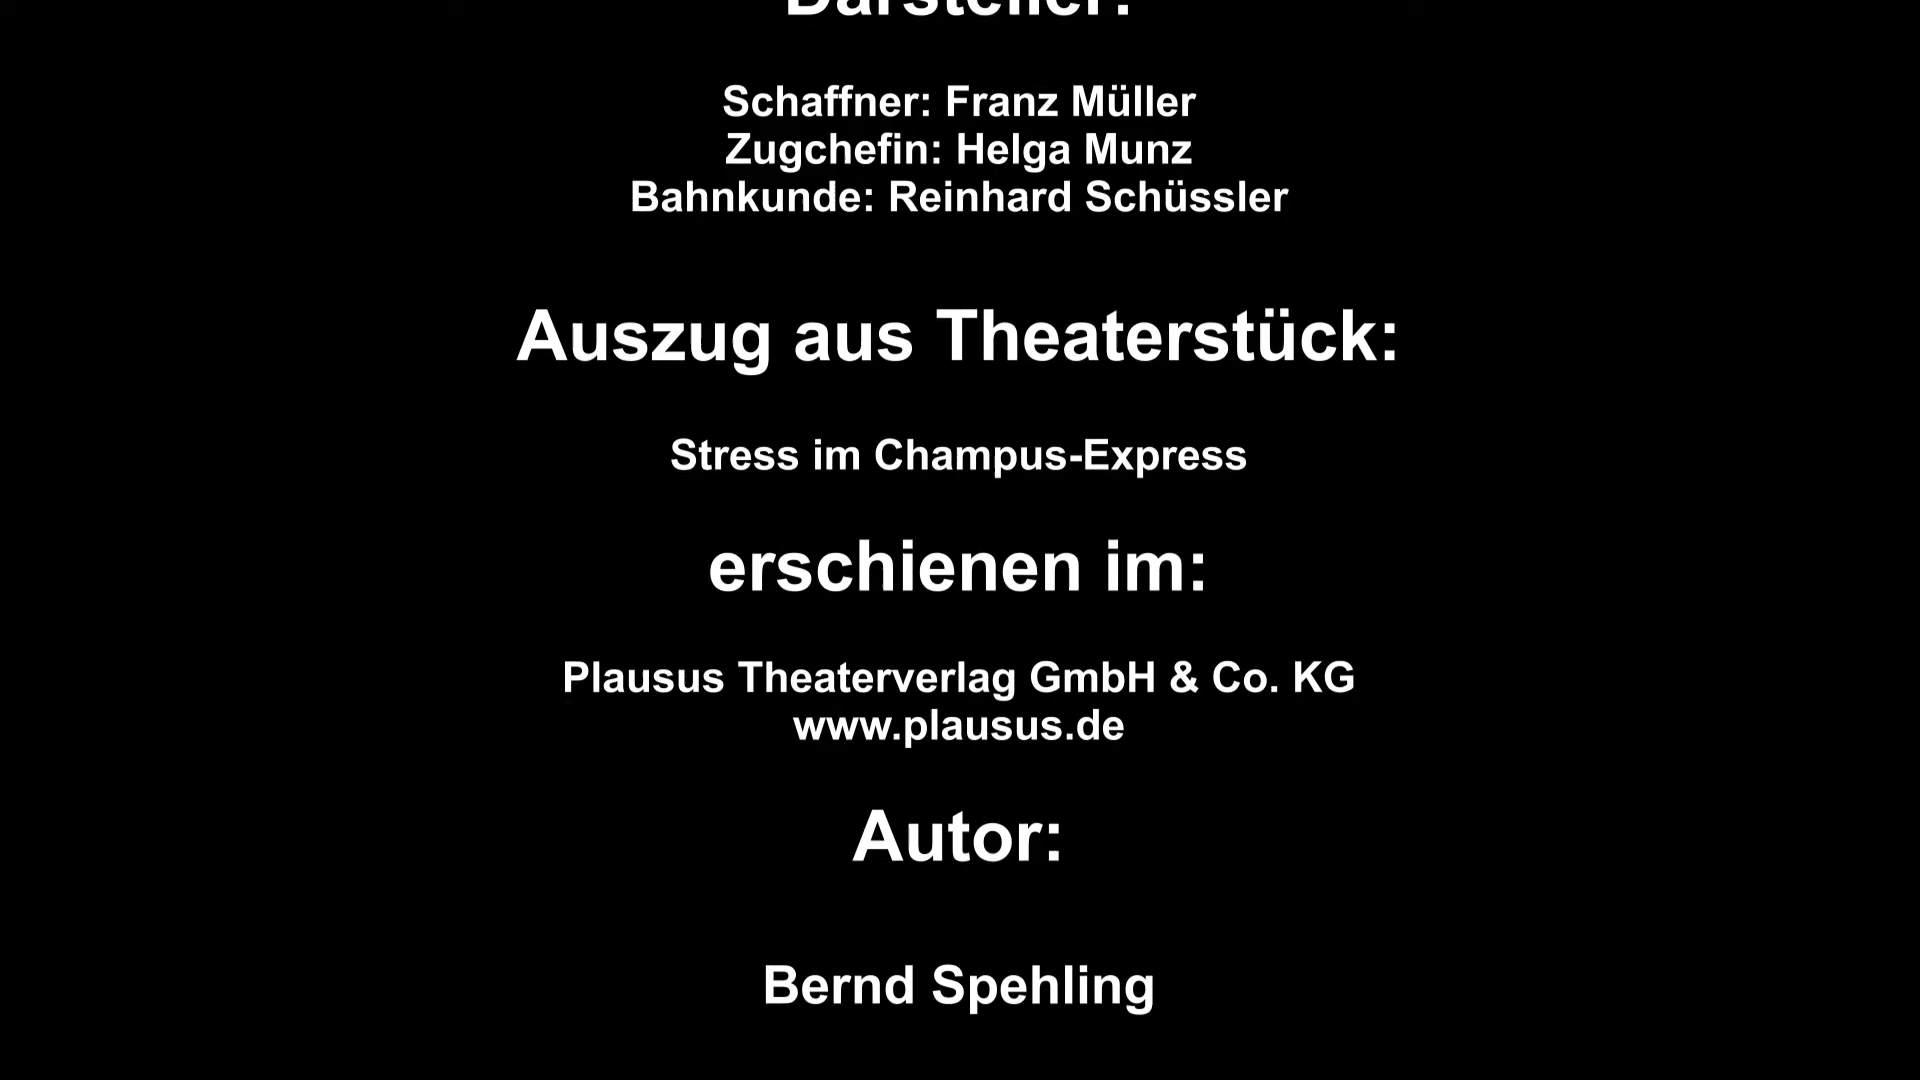 Darsteller:
Schaffner: Franz Müller
Zugchefin: Helga Munz
Bahnkunde: Reinhard Schüssler
Auszug aus Theaterstück:
Stress im Champus-Express
erschienen im:
Plausus Theaterverlag GmbH & Co. KG
www.plausus.de
Autor:
Bernd Spehling